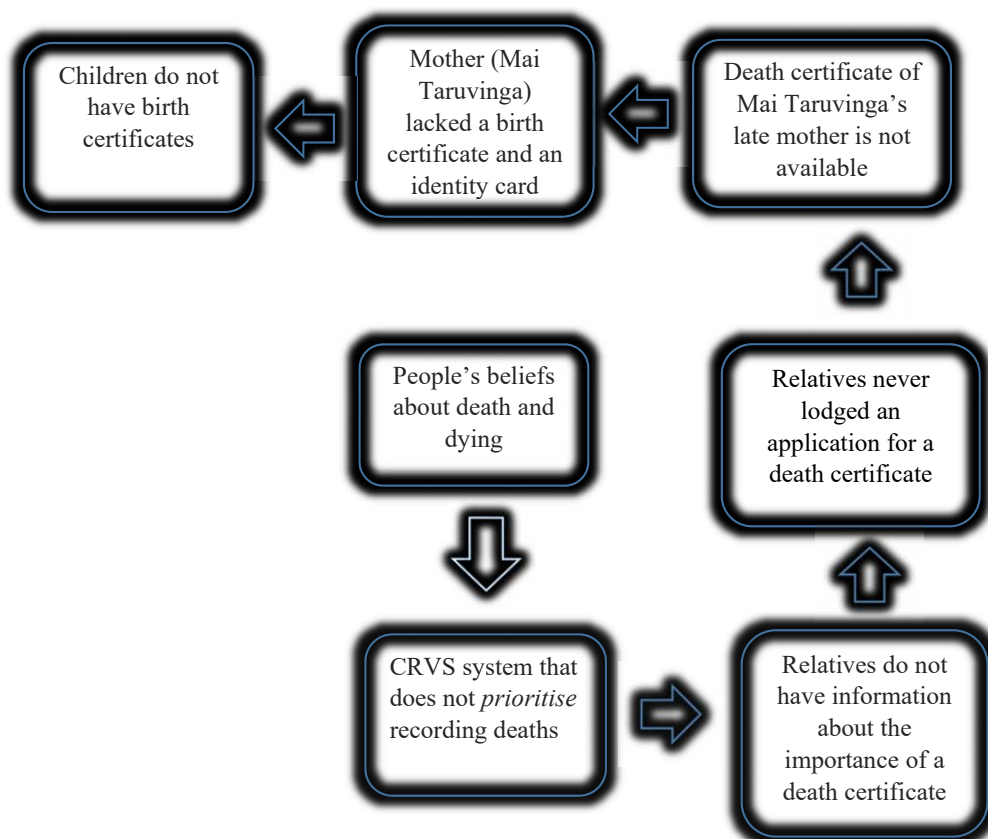 Children do not
have birth
certificates
Mother (Mai
Taruvinga)
lacked a birth
certificate and an
identity card
Death certificate of
Mai Taruvinga’s
late mother is not
available
People’s beliefs
about death and
dying
Relatives never
lodged an
application for a
death certificate
CRVS system that
does not prioritise
recording deaths
Relatives do not
have information
about the
importance of a
death certificate